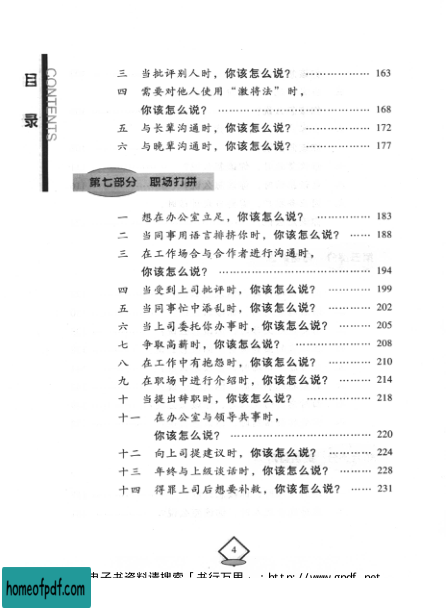 目录
CONTENTS
三 当批评别人时，你该怎么说？ ………………… 163
四 需要对他人使用“激将法”时，
你该怎么说？ ………………………………… 168
五 与长辈沟通时，你该怎么说？ ………………… 172
六 与晚辈沟通时，你该怎么说？ ………………… 177
第七部分 职场打拼
一 想在办公室立足，你该怎么说？ ……………… 183
二 当同事用语言排挤你时，你该怎么说？ …… 188
三 在工作场合与合作者进行沟通时，
你该怎么说？ ………………………………… 194
四 当受到上司批评时，你该怎么说？ ………… 199
五 当同事忙中添乱时，你该怎么说？ ………… 202
六 当上司委托你办事时，你该怎么说？ ……… 205
七 争取高薪时，你该怎么说？ ………………… 208
八 在工作中有抱怨时，你该怎么说？ ………… 210
九 在职场中进行介绍时，你该怎么说？ ……… 214
十 当提出辞职时，你该怎么说？ ……………… 218
十一 在办公室与领导共事时，
你该怎么说？ ………………………………… 220
十二 向上司提建议时，你该怎么说？ ………… 224
十三 年终与上级谈话时，你该怎么说？ ……… 228
十四 得罪上司后想要补救，你该怎么说？ …… 231
4
电子书资料请搜索「书行万里」：http://www.gpdf.net
homeofpdf.com